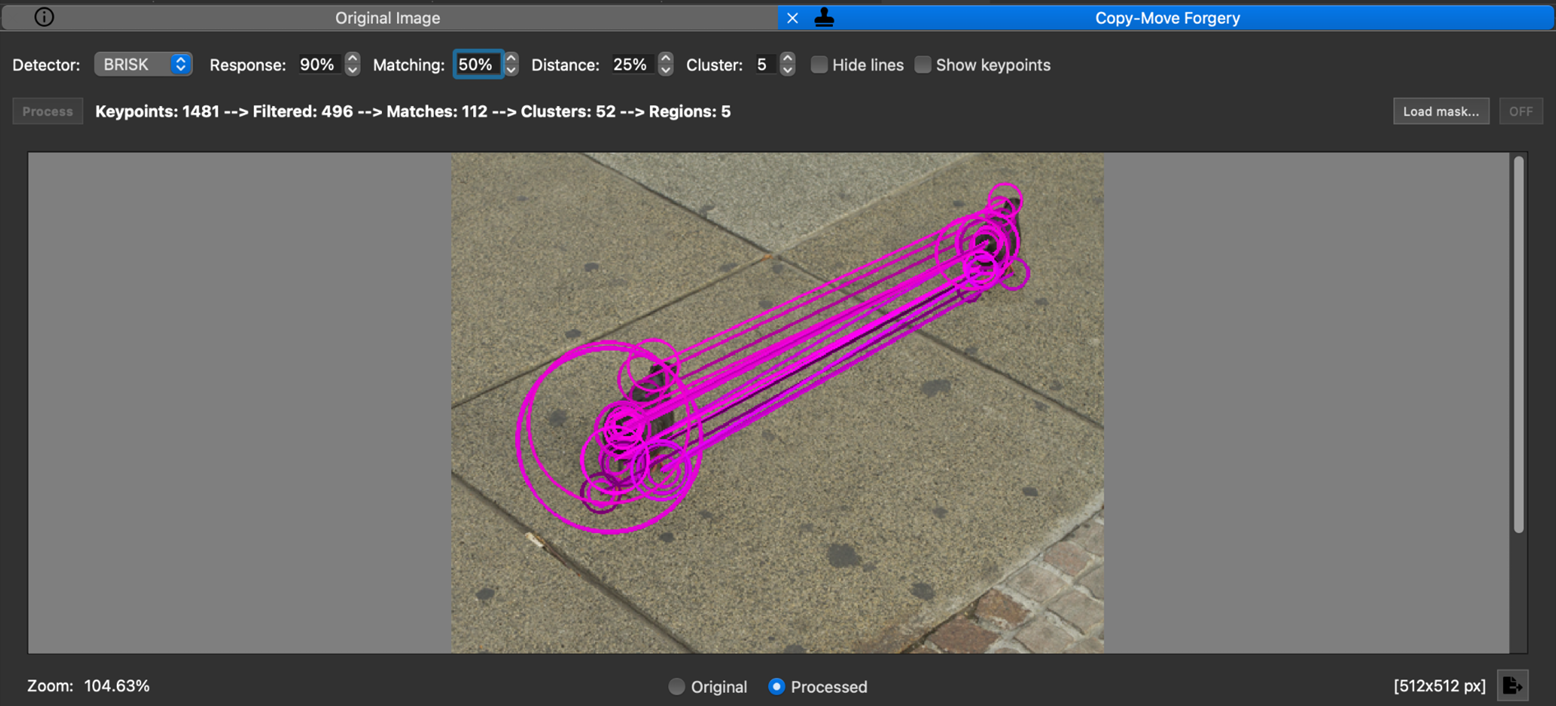 Original Image
Copy-Move Forgery
Detector: BRISK Response: 90% Matching: 50% Distance: 25% Cluster: 5 Hide lines Show keypoints
Process Keypoints: 1481 --> Filtered: 496 --> Matches: 112 --> Clusters: 52 --> Regions: 5 Load mask... OFF
Zoom: 104.63% Original Processed [512x512 px]